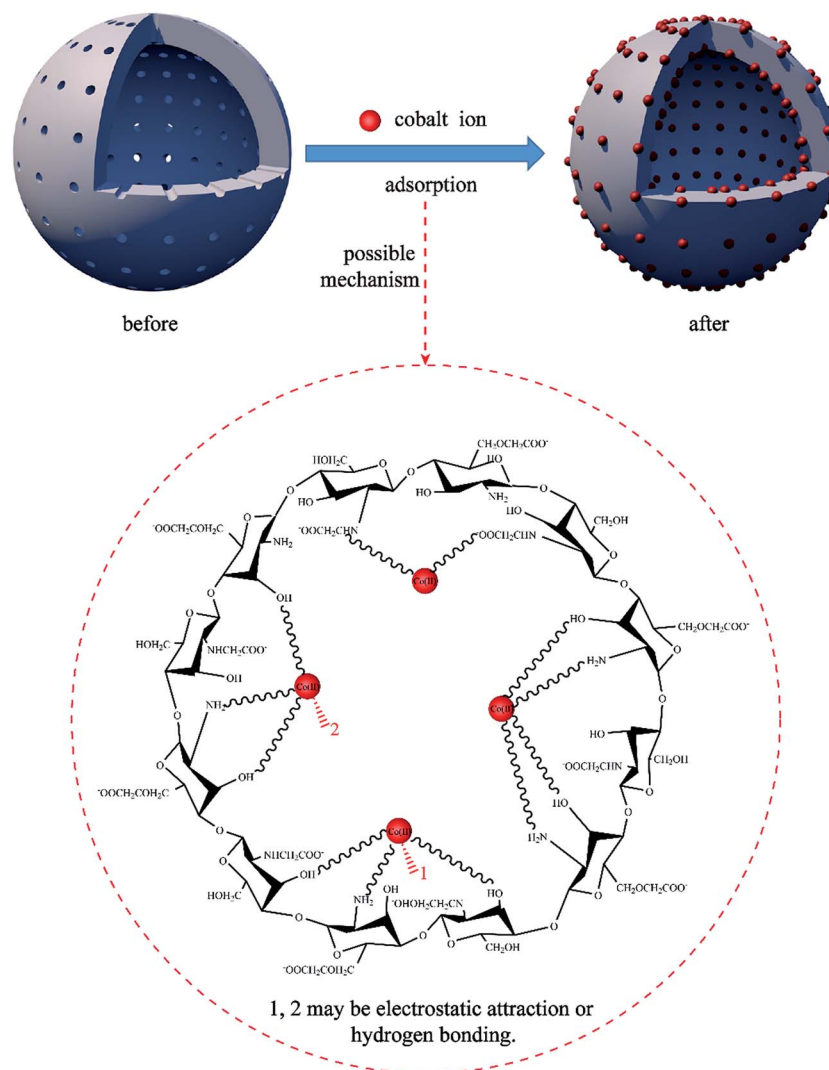 cobalt ion
adsorption
possible
mechanism
before
after
HOH₂C
O
O
CH₂OCH₂COO⁻
HO
O
O
HO
NH₂
O
HO
CH₂OH
O
⁻OOCH₂COH₂C
O
NH₂
O
HO
⁻OOCH₂CHN
⁻OOCH₂CHN
O
O
OH
Co(II)
HO
CH₂OCH₂COO⁻
O
HOH₂C
O
NHCH₂COO⁻
OH
H₂N
O
O
Co(II)
2
NH₂
Co(II)
HO
CH₂OH
⁻OOCH₂CHN
O
O
⁻OOCH₂COH₂C
OH
HO
O
Co(II)
1
H₂N
O
NHCH₂COO⁻
OH
O
HOH₂C
O
NH₂
OH
⁻OHOH₂CH₂CN
HO
CH₂OCH₂COO⁻
O
O
O
O
O
CH₂OH
⁻OOCH₂COH₂C
1, 2 may be electrostatic attraction or
hydrogen bonding.